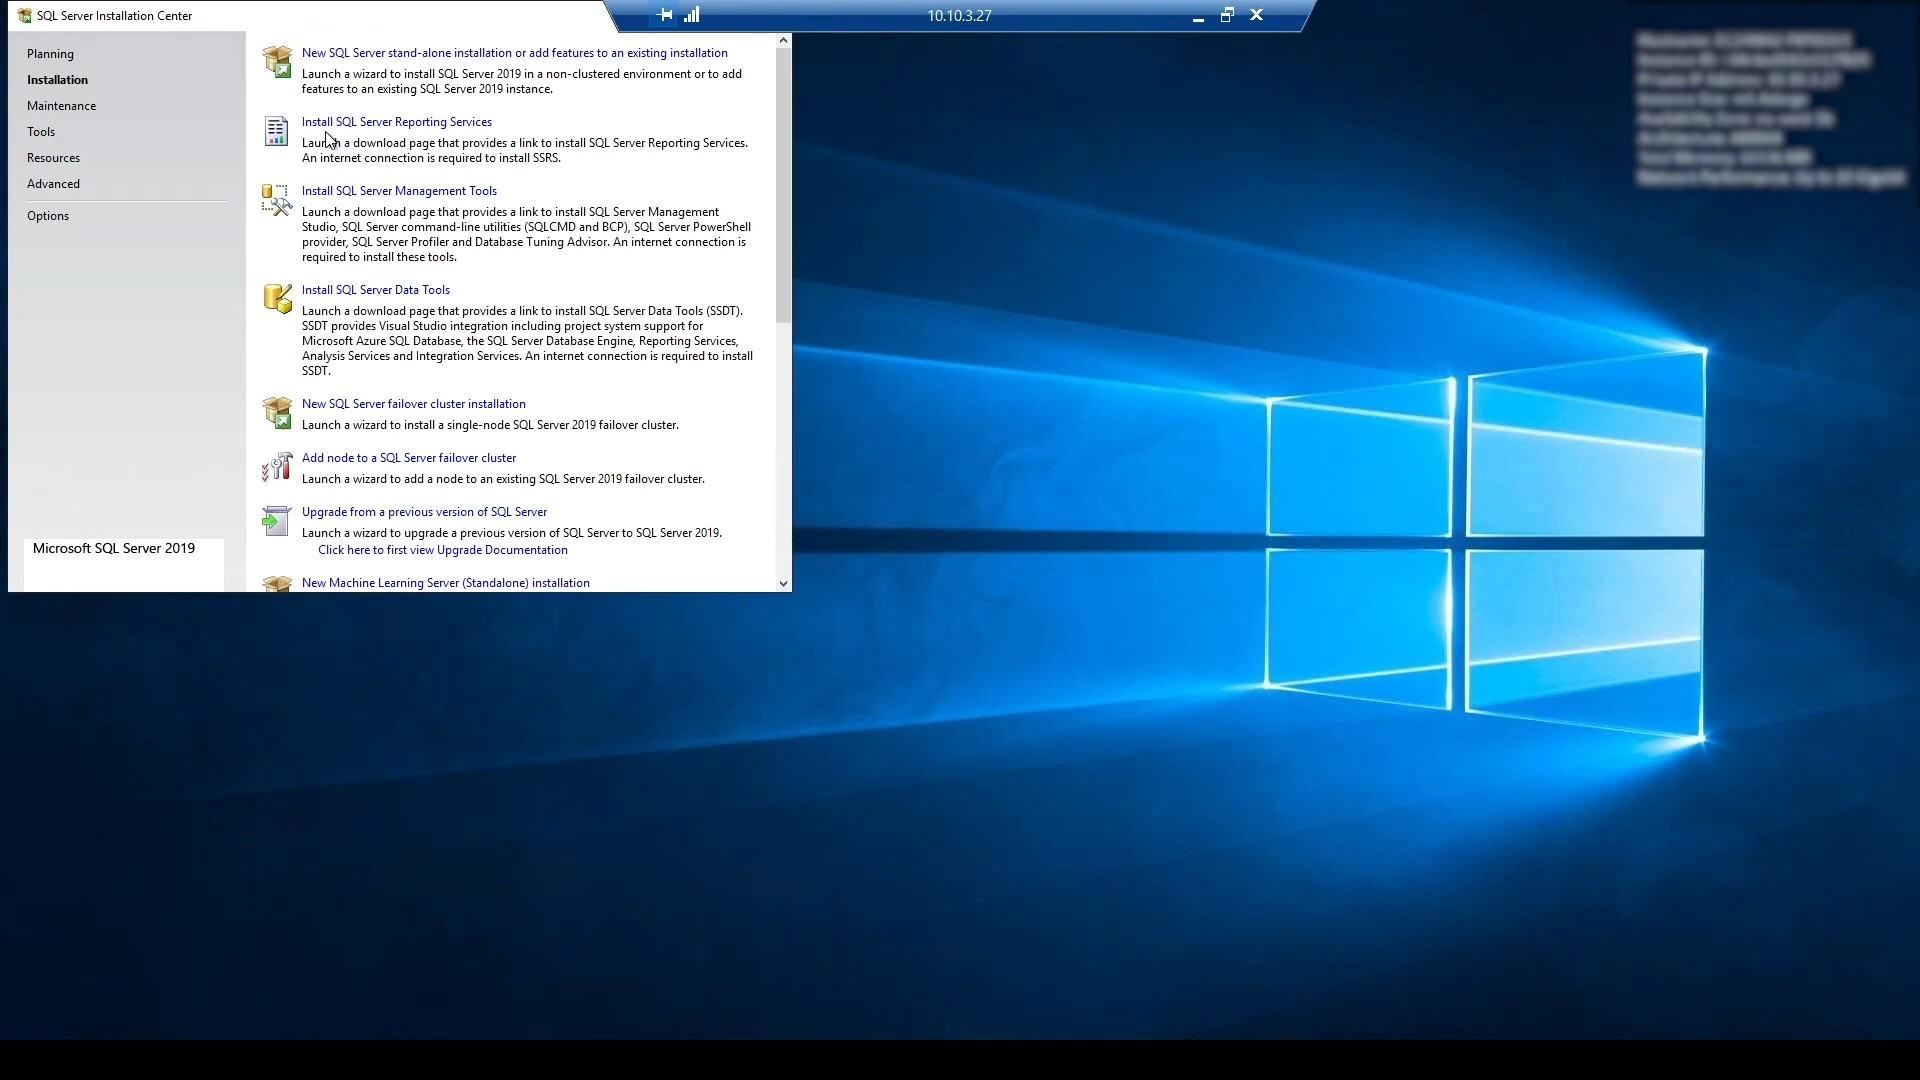 SQL Server Installation Center
10.10.3.27
Planning
Installation
Maintenance
Tools
Resources
Advanced
Options
Microsoft SQL Server 2019
New SQL Server stand-alone installation or add features to an existing installation
Launch a wizard to install SQL Server 2019 in a non-clustered environment or to add
features to an existing SQL Server 2019 instance.
Install SQL Server Reporting Services
Launch a download page that provides a link to install SQL Server Reporting Services.
An internet connection is required to install SSRS.
Install SQL Server Management Tools
Launch a download page that provides a link to install SQL Server Management
Studio, SQL Server command-line utilities (SQLCMD and BCP), SQL Server PowerShell
provider, SQL Server Profiler and Database Tuning Advisor. An internet connection is
required to install these tools.
Install SQL Server Data Tools
Launch a download page that provides a link to install SQL Server Data Tools (SSDT).
SSDT provides Visual Studio integration including project system support for
Microsoft Azure SQL Database, the SQL Server Database Engine, Reporting Services,
Analysis Services and Integration Services. An internet connection is required to install
SSDT.
New SQL Server failover cluster installation
Launch a wizard to install a single-node SQL Server 2019 failover cluster.
Add node to a SQL Server failover cluster
Launch a wizard to add a node to an existing SQL Server 2019 failover cluster.
Upgrade from a previous version of SQL Server
Launch a wizard to upgrade a previous version of SQL Server to SQL Server 2019.
Click here to first view Upgrade Documentation
New Machine Learning Server (Standalone) installation